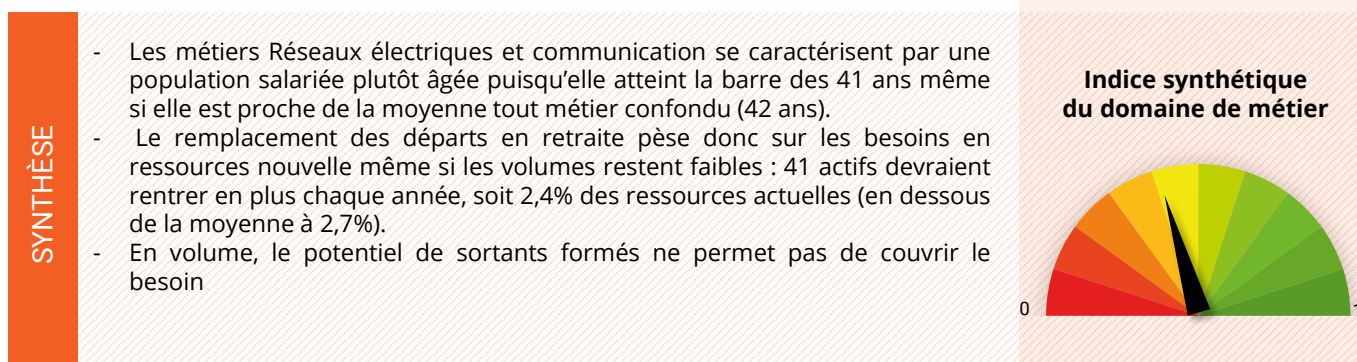 SYNTHÈSE
- Les métiers Réseaux électriques et communication se caractérisent par une
population salariée plutôt âgée puisqu’elle atteint la barre des 41 ans même
si elle est proche de la moyenne tout métier confondu (42 ans).
- Le remplacement des départs en retraite pèse donc sur les besoins en
ressources nouvelle même si les volumes restent faibles : 41 actifs devraient
rentrer en plus chaque année, soit 2,4% des ressources actuelles (en dessous
de la moyenne à 2,7%).
- En volume, le potentiel de sortants formés ne permet pas de couvrir le
besoin
Indice synthétique
du domaine de métier
0